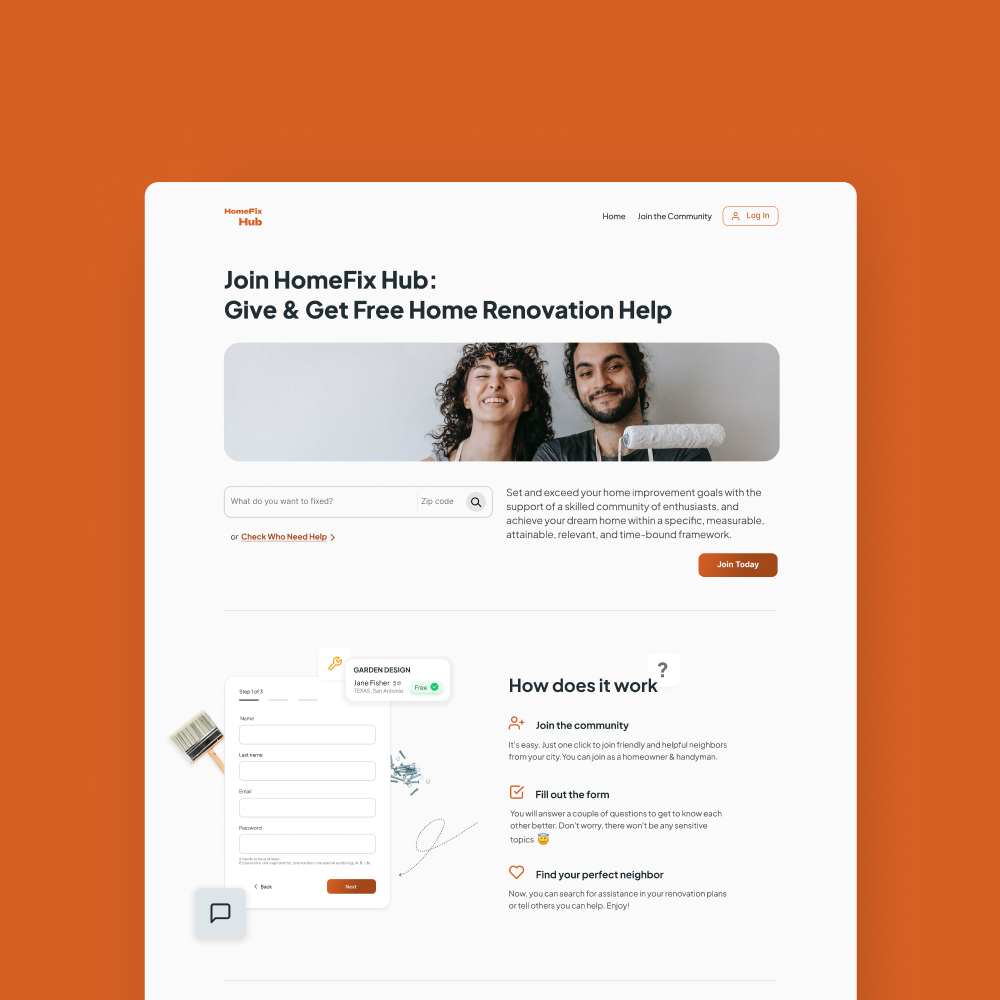 HomeFix
Hub
Home Join the Community Log In
Join HomeFix Hub:
Give & Get Free Home Renovation Help
What do you want to fixed? Zip code
or Check Who Need Help
Set and exceed your home improvement goals with the
support of a skilled community of enthusiasts, and
achieve your dream home within a specific, measurable,
attainable, relevant, and time-bound framework.
Join Today
GARDEN DESIGN
Jane Fisher
TEXAS, San Antonio
Free
Step 1 of 3
Name
Last name
Email
Password
Back Next
?
How does it work
Join the community
It's easy. Just one click to join friendly and helpful neighbors
from your city.You can join as a homeowner & handyman.
Fill out the form
You will answer a couple of questions to get to know each
other better. Don't worry, there won't be any sensitive
topics 😇
Find your perfect neighbor
Now, you can search for assistance in your renovation plans
or tell others you can help. Enjoy!